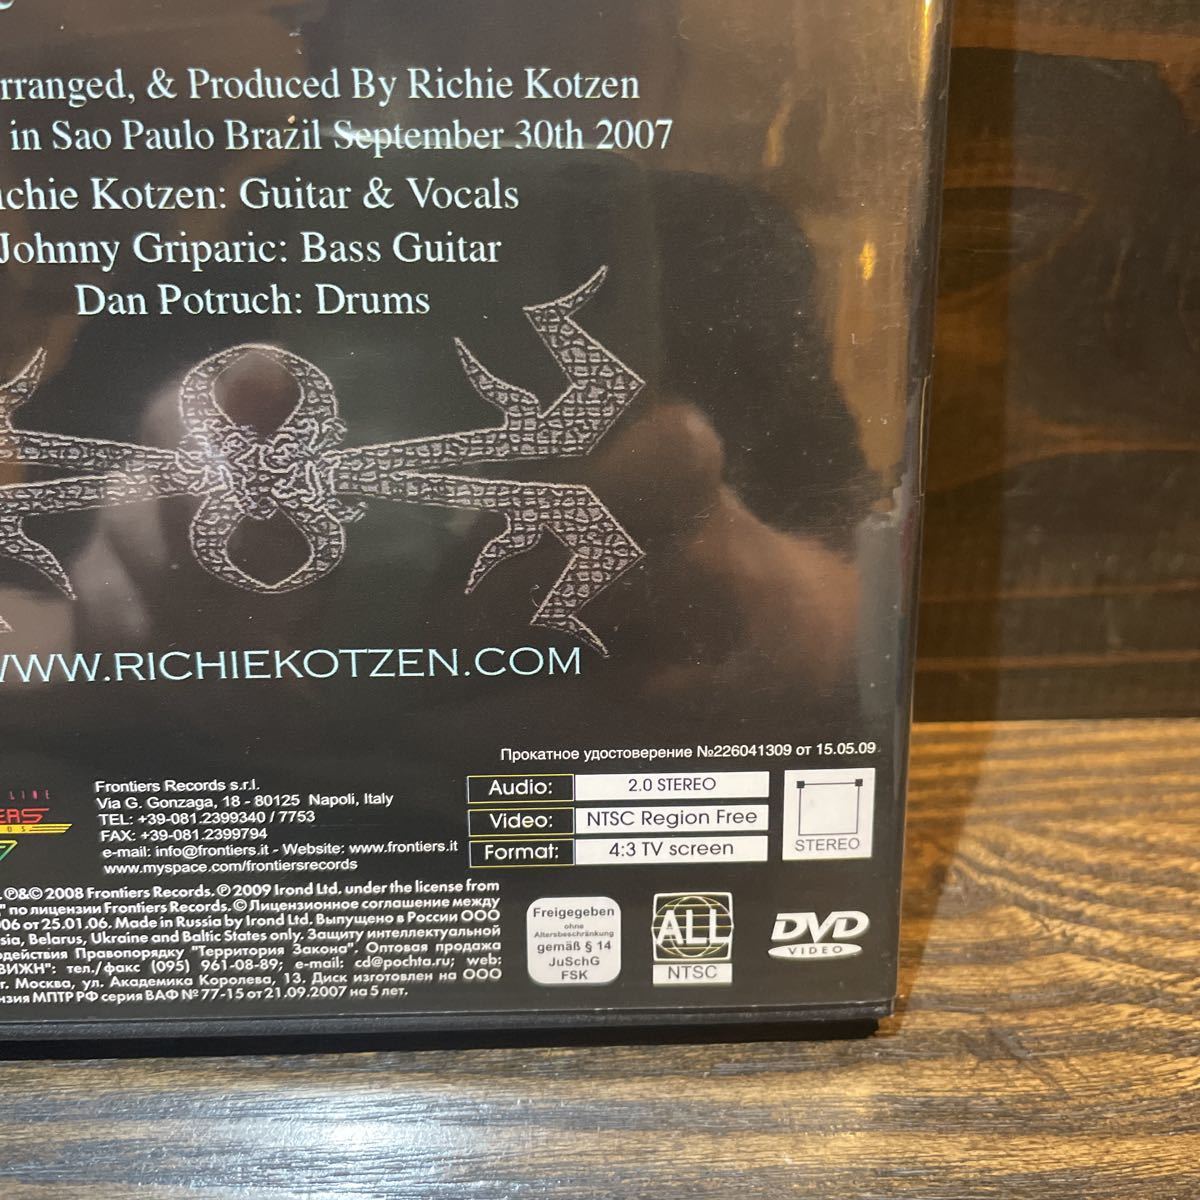 rranged, & Produced By Richie Kotzen
in Sao Paulo Brazil September 30th 2007
ichie Kotzen: Guitar & Vocals
Johnny Griparic: Bass Guitar
Dan Potruch: Drums
WWW.RICHIEKOTZEN.COM
Прокатное удостоверение №226041309 от 15.05.09
Frontiers Records s.r.l.
Via G. Gonzaga, 18 - 80125 Napoli, Italy
TEL: +39-081.2399340 / 7753
FAX: +39-081.2399794
e-mail: info@frontiers.it - Website: www.frontiers.it
www.myspace.com/frontiersrecords
Audio: 2.0 STEREO
Video: NTSC Region Free
Format: 4:3 TV screen
STEREO
℗&© 2008 Frontiers Records. ℗ 2009 Irond Ltd. under the license from
по лицензии Frontiers Records. © Лицензионное соглашение между
06 от 25.01.06. Made in Russia by Irond Ltd. Выпущено в России ООО
sia, Belarus, Ukraine and Baltic States only. Защиту интеллектуальной
одействия Правопорядку "Территория Закона". Оптовая продажа
ВИЖН": тел./факс (095) 961-08-89; e-mail: cd@pochta.ru; web:
г. Москва, ул. Академика Королева, 13. Диск изготовлен на ООО
нзия МПТР РФ серия ВАФ № 77-15 от 21.09.2007 на 5 лет.
Freigegeben
ohne
Altersbeschränkung
gemäß § 14
JuSchG
FSK
ALL
NTSC
DVD
VIDEO